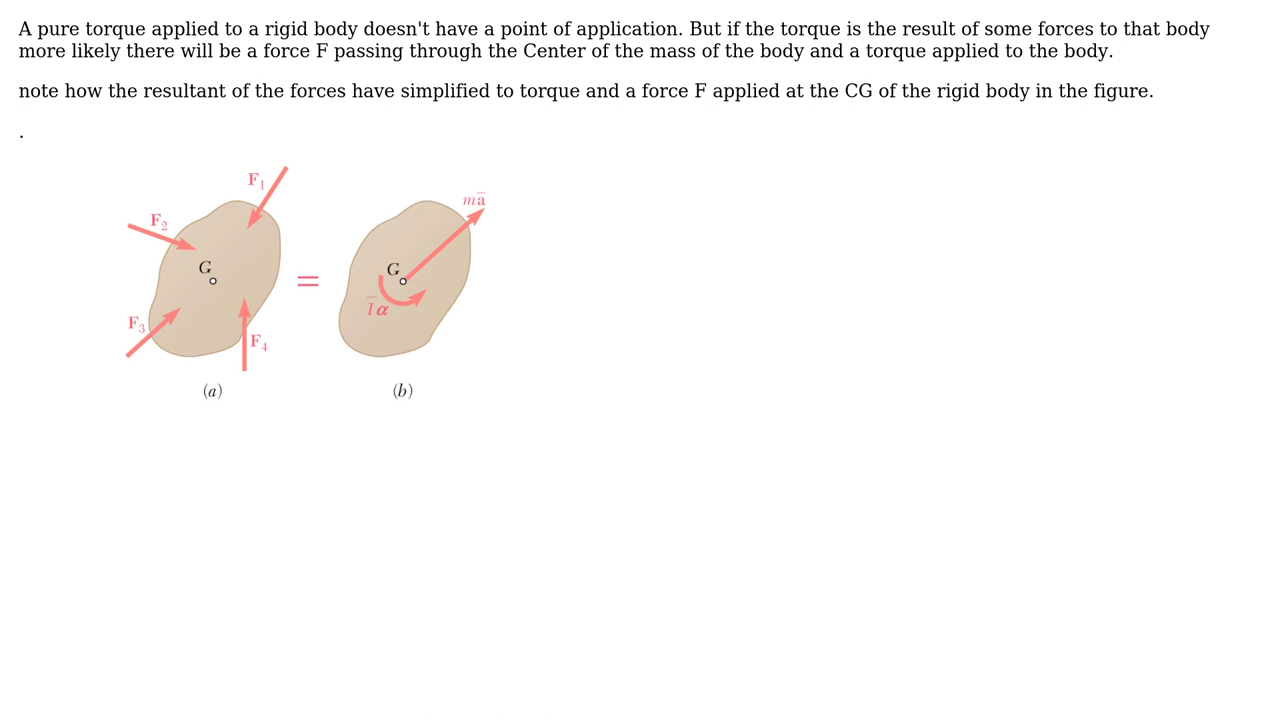 A pure torque applied to a rigid body doesn't have a point of application. But if the torque is the result of some forces to that body
more likely there will be a force F passing through the Center of the mass of the body and a torque applied to the body.
note how the resultant of the forces have simplified to torque and a force F applied at the CG of the rigid body in the figure.
.
F₁
F₂
G
F₃
F₄
(a)
=
mā
G
Īα
(b)